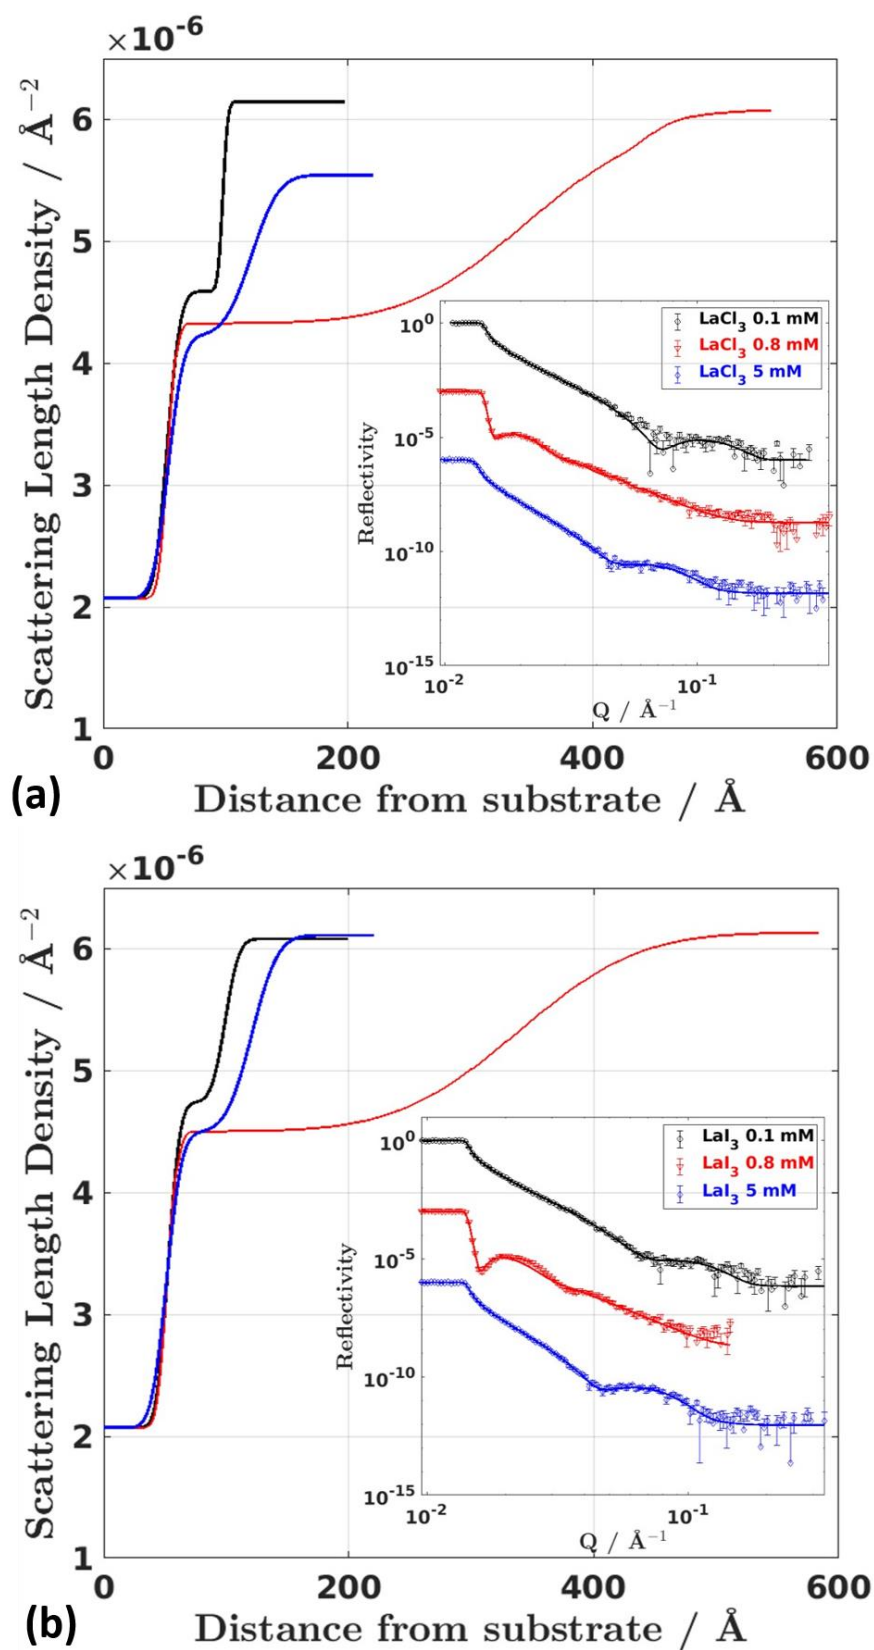 ×10⁻⁶
Scattering Length Density / Å⁻²
6
5
4
3
2
1
0
200
400
600
Distance from substrate / Å
(a)
LaCl₃ 0.1 mM
LaCl₃ 0.8 mM
LaCl₃ 5 mM
Reflectivity
10⁰
10⁻⁵
10⁻¹⁰
10⁻¹⁵
10⁻²
10⁻¹
Q / Å⁻¹
×10⁻⁶
Scattering Length Density / Å⁻²
6
5
4
3
2
1
0
200
400
600
Distance from substrate / Å
(b)
LaI₃ 0.1 mM
LaI₃ 0.8 mM
LaI₃ 5 mM
Reflectivity
10⁰
10⁻⁵
10⁻¹⁰
10⁻¹⁵
10⁻²
10⁻¹
Q / Å⁻¹